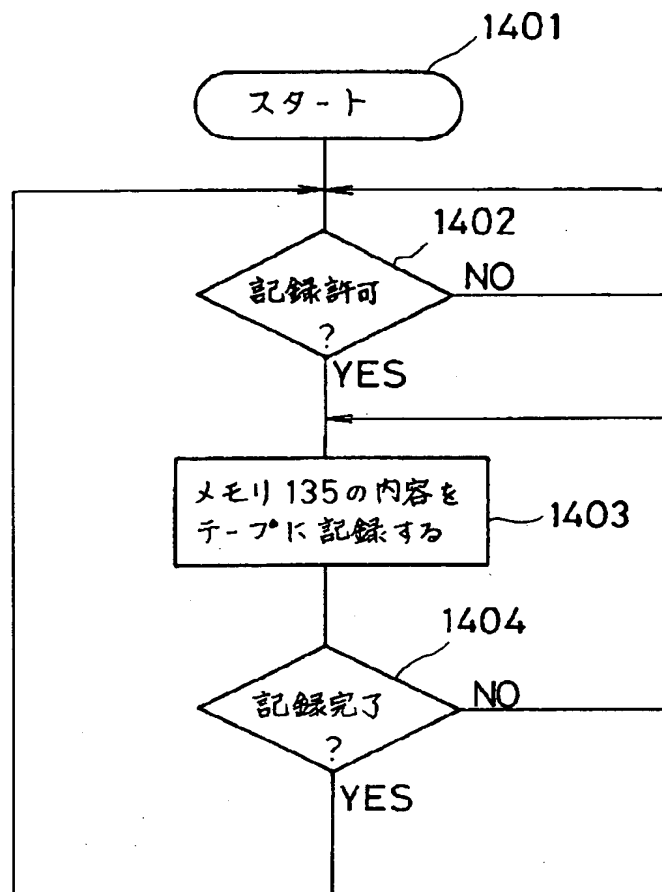 1401
スタート
1402
記録許可
?
NO
YES
メモリ 135の内容を
テープに記録する
1403
1404
記録完了
?
NO
YES